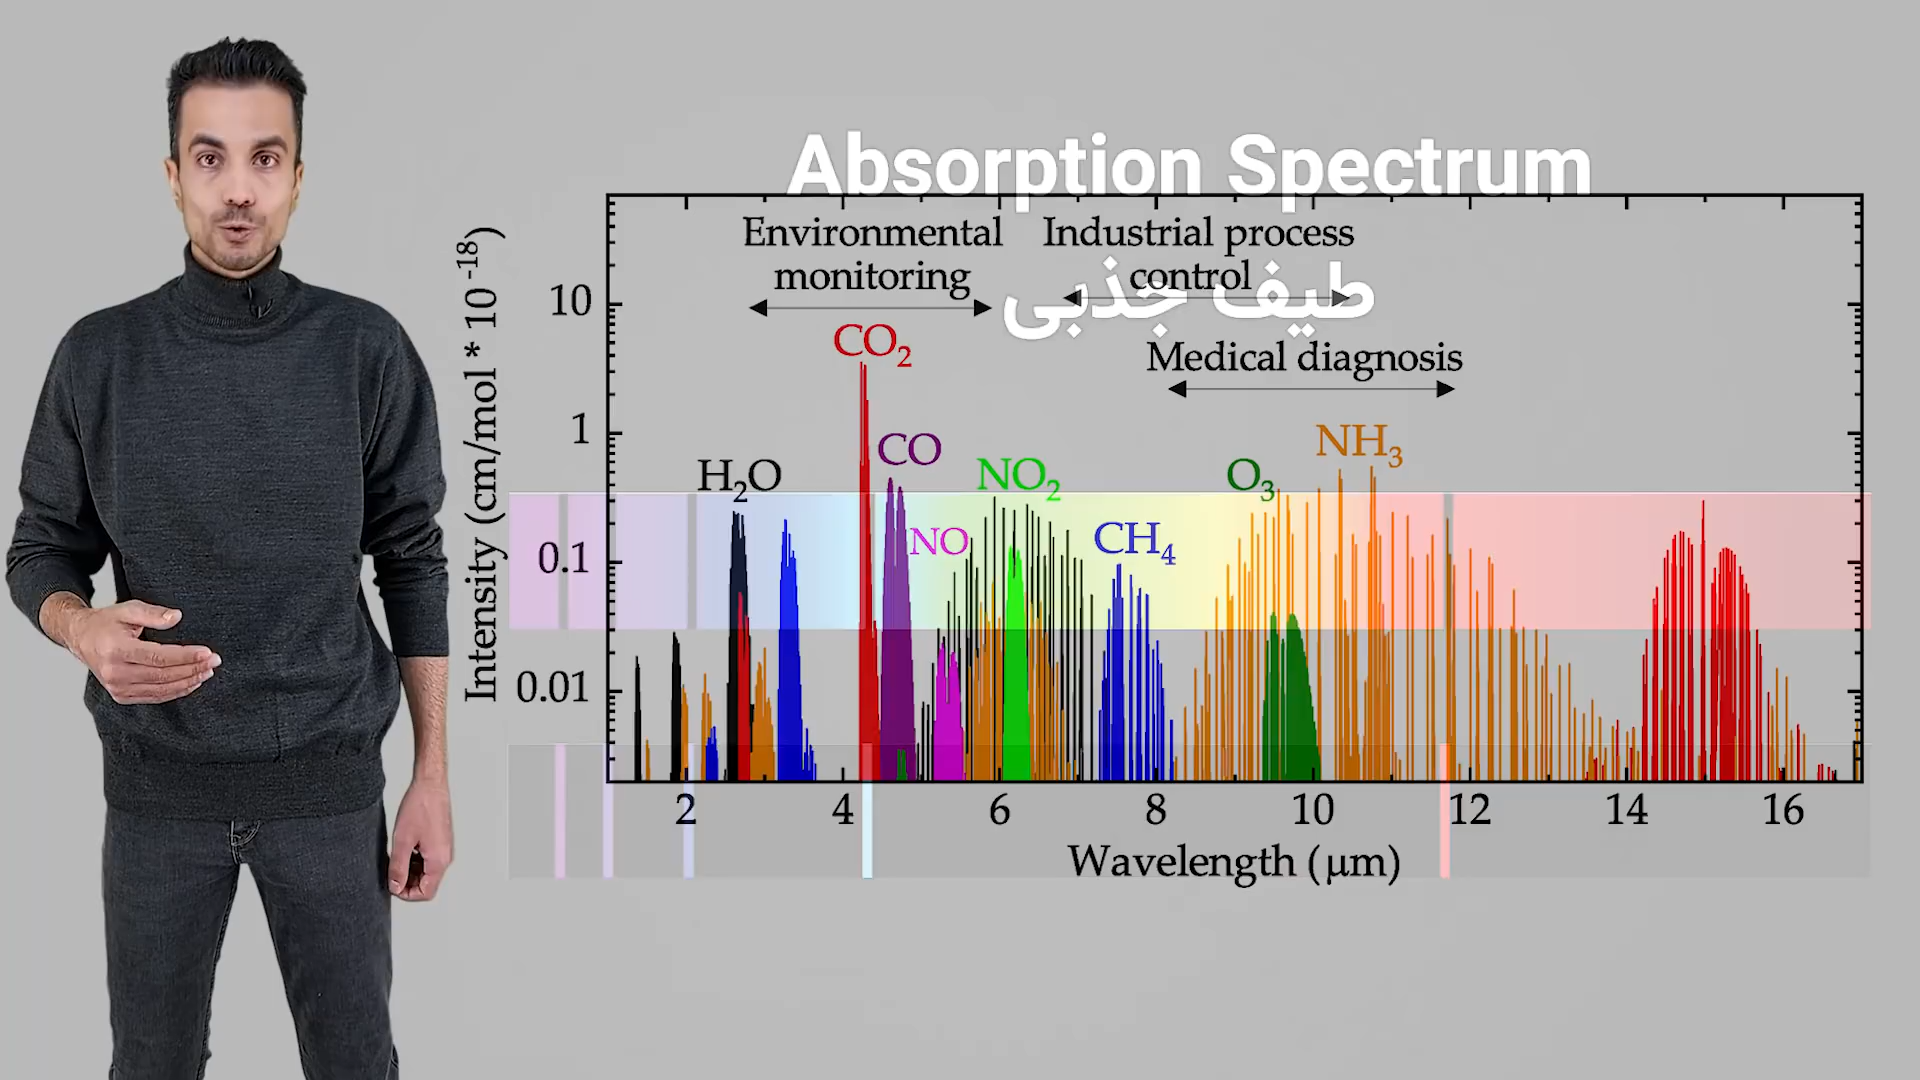 Absorption Spectrum
طیف جذبی
Environmental
monitoring
Industrial process
control
Medical diagnosis
CO₂
CO
H₂O
NO₂
NO
CH₄
O₃
NH₃
Intensity (cm/mol * 10⁻¹⁸)
10
1
0.1
0.01
2 4 6 8 10 12 14 16
Wavelength (μm)